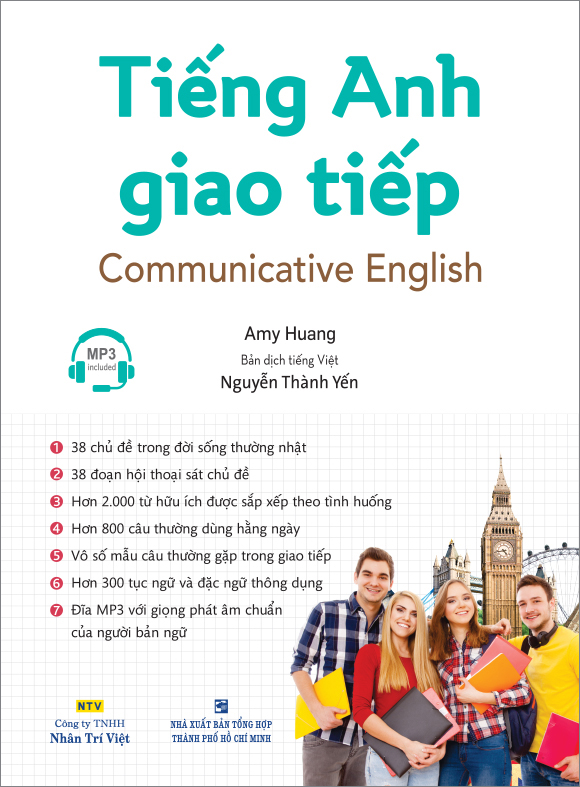 Tiếng Anh
giao tiếp
Communicative English
MP3
included
Amy Huang
Bản dịch tiếng Việt
Nguyễn Thành Yến
1 38 chủ đề trong đời sống thường nhật
2 38 đoạn hội thoại sát chủ đề
3 Hơn 2.000 từ hữu ích được sắp xếp theo tình huống
4 Hơn 800 câu thường dùng hằng ngày
5 Vô số mẫu câu thường gặp trong giao tiếp
6 Hơn 300 tục ngữ và đặc ngữ thông dụng
7 Đĩa MP3 với giọng phát âm chuẩn
của người bản ngữ
NTV
Công ty TNHH
Nhân Trí Việt
NHÀ XUẤT BẢN TỔNG HỢP
THÀNH PHỐ HỒ CHÍ MINH